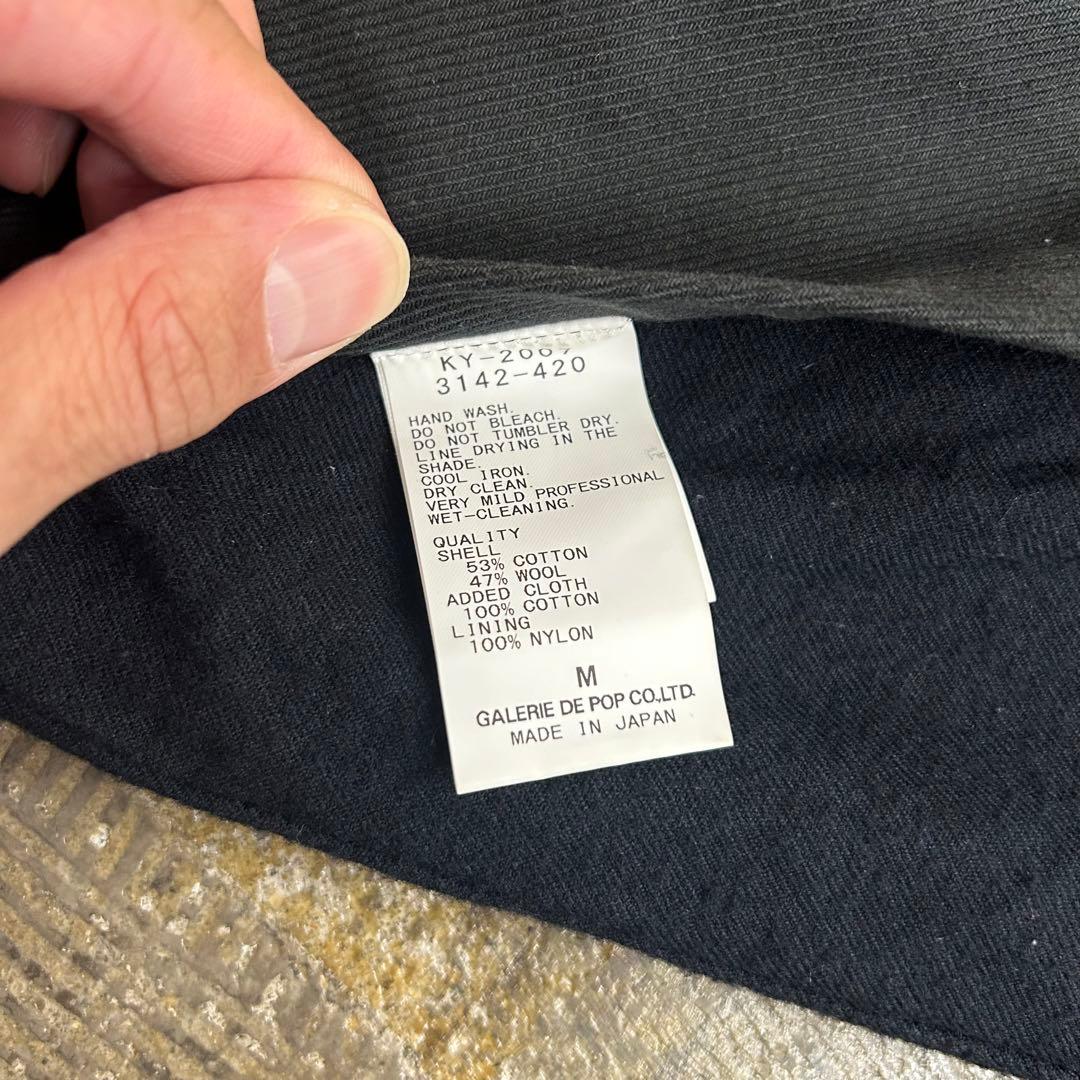 3142-420
HAND WASH.
DO NOT BLEACH.
DO NOT TUMBLER DRY.
LINE DRYING IN THE
SHADE.
COOL IRON.
DRY CLEAN.
VERY MILD PROFESSIONAL
WET-CLEANING.
QUALITY
SHELL
53% COTTON
47% WOOL
ADDED CLOTH
100% COTTON
LINING
100% NYLON
M
GALERIE DE POP CO.,LTD.
MADE IN JAPAN